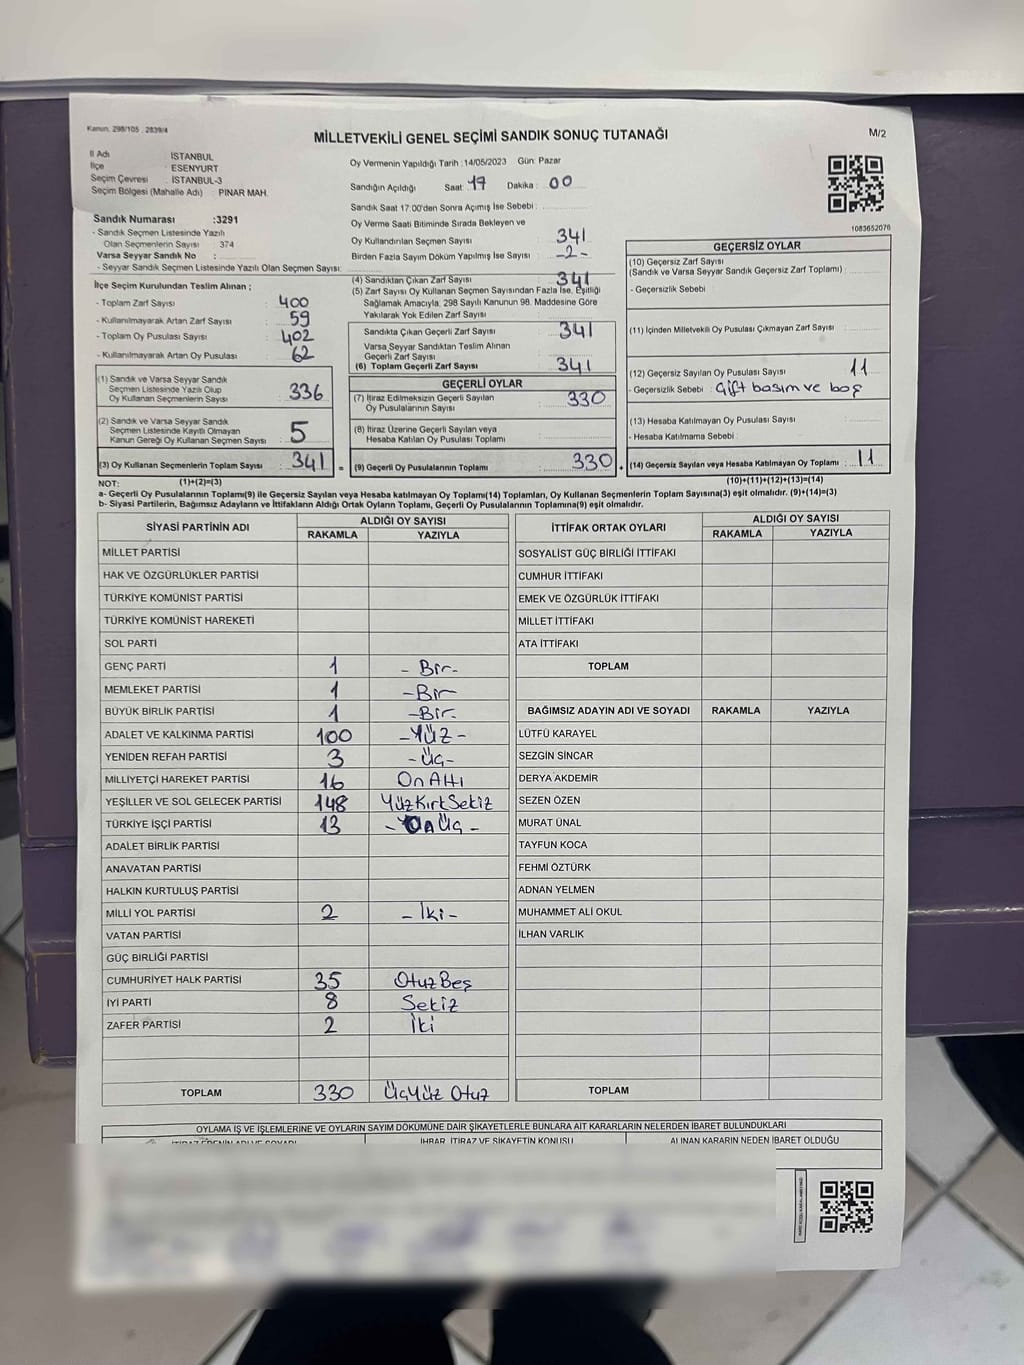 Kanun. 298/105 . 2839/4
MİLLETVEKİLİ GENEL SEÇİMİ SANDIK SONUÇ TUTANAĞI
M/2
İl Adı İSTANBUL
İlçe : ESENYURT
Seçim Çevresi : İSTANBUL-3
Seçim Bölgesi (Mahalle Adı) : PINAR MAH.
Oy Vermenin Yapıldığı Tarih :14/05/2023 Gün: Pazar
Sandığın Açıldığı Saat : 17 Dakika : 00
Sandık Saat 17:00'den Sonra Açımış İse Sebebi :
Oy Verme Saati Bitiminde Sırada Bekleyen ve
Oy Kullandırılan Seçmen Sayısı : 341
Birden Fazla Sayım Döküm Yapılmış İse Sayısı : -2-
1083652076
Sandık Numarası :3291
- Sandık Seçmen Listesinde Yazılı
Olan Seçmenlerin Sayısı : 374
Varsa Seyyar Sandık No :
- Seyyar Sandık Seçmen Listesinde Yazılı Olan Seçmen Sayısı:
İlçe Seçim Kurulundan Teslim Alınan ;
- Toplam Zarf Sayısı : 400
- Kullanılmayarak Artan Zarf Sayısı : 59
- Toplam Oy Pusulası Sayısı : 402
- Kullanılmayarak Artan Oy Pusulası : 62
(1) Sandık ve Varsa Seyyar Sandık
Seçmen Listesinde Yazılı Olup
Oy Kullanan Seçmenlerin Sayısı : 336
(2) Sandık ve Varsa Seyyar Sandık
Seçmen Listesinde Kayıtlı Olmayan
Kanun Gereği Oy Kullanan Seçmen Sayısı : 5
(3) Oy Kullanan Seçmenlerin Toplam Sayısı : 341 =
(4) Sandıktan Çıkan Zarf Sayısı : 341
(5) Zarf Sayısı Oy Kullanan Seçmen Sayısından Fazla İse, Eşitliği
Sağlamak Amacıyla, 298 Sayılı Kanunun 98. Maddesine Göre
Yakılarak Yok Edilen Zarf Sayısı :
Sandıkta Çıkan Geçerli Zarf Sayısı : 341
Varsa Seyyar Sandıktan Teslim Alınan
Geçerli Zarf Sayısı :
(6) Toplam Geçerli Zarf Sayısı : 341
GEÇERLİ OYLAR
(7) İtiraz Edilmeksizin Geçerli Sayılan
Oy Pusulalarının Sayısı : 330
(8) İtiraz Üzerine Geçerli Sayılan veya
Hesaba Katılan Oy Pusulası Toplamı :
(9) Geçerli Oy Pusulalarının Toplamı : 330 +
GEÇERSİZ OYLAR
(10) Geçersiz Zarf Sayısı
(Sandık ve Varsa Seyyar Sandık Geçersiz Zarf Toplamı) :
- Geçersizlik Sebebi :
(11) İçinden Milletvekili Oy Pusulası Çıkmayan Zarf Sayısı :
(12) Geçersiz Sayılan Oy Pusulası Sayısı : 11
- Geçersizlik Sebebi : Çift basım ve boş
(13) Hesaba Katılmayan Oy Pusulası Sayısı :
- Hesaba Katılmama Sebebi :
(14) Geçersiz Sayılan veya Hesaba Katılmayan Oy Toplamı : 11
NOT: (1)+(2)=(3) (10)+(11)+(12)+(13)=(14)
a- Geçerli Oy Pusulalarının Toplamı(9) ile Geçersiz Sayılan veya Hesaba katılmayan Oy Toplamı(14) Toplamları, Oy Kullanan Seçmenlerin Toplam Sayısına(3) eşit olmalıdır. (9)+(14)=(3)
b- Siyasi Partilerin, Bağımsız Adayların ve İttifakların Aldığı Ortak Oyların Toplamı, Geçerli Oy Pusulalarının Toplamına(9) eşit olmalıdır.
SİYASİ PARTİNİN ADI ALDIĞI OY SAYISI
RAKAMLA YAZIYLA
MİLLET PARTİSİ
HAK VE ÖZGÜRLÜKLER PARTİSİ
TÜRKİYE KOMÜNİST PARTİSİ
TÜRKİYE KOMÜNİST HAREKETİ
SOL PARTİ
GENÇ PARTİ 1 - Bir-
MEMLEKET PARTİSİ 1 -Bir
BÜYÜK BİRLİK PARTİSİ 1 -Bir.
ADALET VE KALKINMA PARTİSİ 100 -Yüz-
YENİDEN REFAH PARTİSİ 3 -Üç-
MİLLİYETÇİ HAREKET PARTİSİ 16 On Altı
YEŞİLLER VE SOL GELECEK PARTİSİ 148 YüzKırkSekiz
TÜRKİYE İŞÇİ PARTİSİ 13 - On Üç -
ADALET BİRLİK PARTİSİ
ANAVATAN PARTİSİ
HALKIN KURTULUŞ PARTİSİ
MİLLİ YOL PARTİSİ 2 - İki -
VATAN PARTİSİ
GÜÇ BİRLİĞİ PARTİSİ
CUMHURİYET HALK PARTİSİ 35 Otuz Beş
İYİ PARTİ 8 Sekiz
ZAFER PARTİSİ 2 İki
TOPLAM 330 ÜçYüz Otuz
İTTİFAK ORTAK OYLARI ALDIĞI OY SAYISI
RAKAMLA YAZIYLA
SOSYALİST GÜÇ BİRLİĞİ İTTİFAKI
CUMHUR İTTİFAKI
EMEK VE ÖZGÜRLÜK İTTİFAKI
MİLLET İTTİFAKI
ATA İTTİFAKI
TOPLAM
BAĞIMSIZ ADAYIN ADI VE SOYADI RAKAMLA YAZIYLA
LÜTFÜ KARAYEL
SEZGİN SİNCAR
DERYA AKDEMİR
SEZEN ÖZEN
MURAT ÜNAL
TAYFUN KOCA
FEHMİ ÖZTÜRK
ADNAN YELMEN
MUHAMMET ALİ OKUL
İLHAN VARLIK
TOPLAM
OYLAMA İŞ VE İŞLEMLERİNE VE OYLARIN SAYIM DÖKÜMÜNE DAİR ŞİKAYETLERLE BUNLARA AİT KARARLARIN NELERDEN İBARET BULUNDUKLARI
İTİRAZ EDENİN ADI VE SOYADI İHBAR, İTİRAZ VE ŞİKAYETİN KONUSU ALINAN KARARIN NEDEN İBARET OLDUĞU